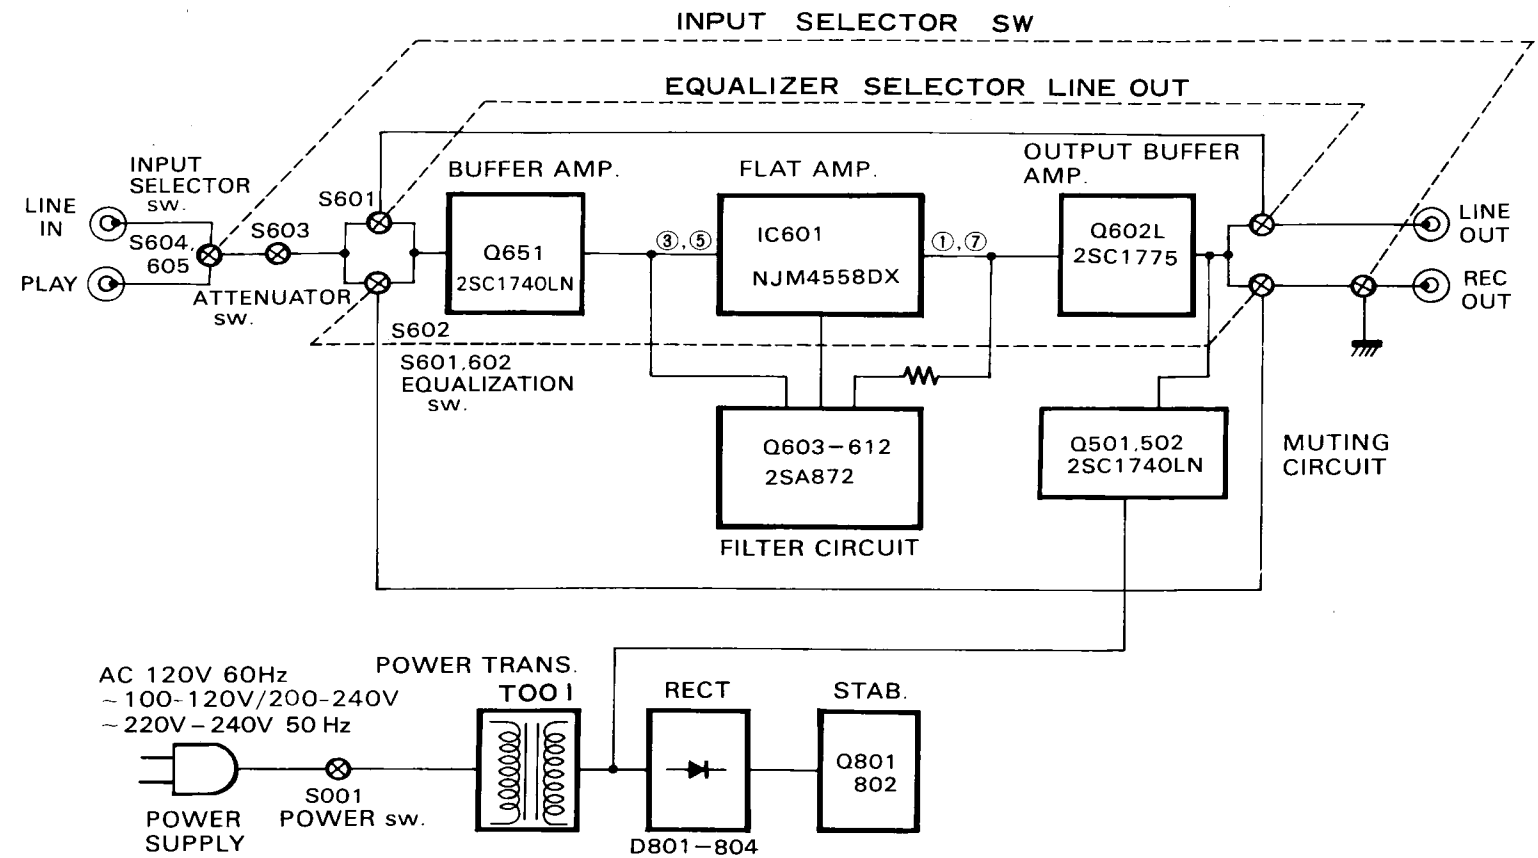 INPUT SELECTOR SW
EQUALIZER SELECTOR LINE OUT
INPUT
SELECTOR
SW.
LINE
IN
PLAY
S604,
605
S603
ATTENUATOR
SW.
S601
S602
S601,602
EQUALIZATION
SW.
BUFFER AMP.
Q651
2SC1740LN
③,⑤
FLAT AMP.
IC601
NJM4558DX
①,⑦
OUTPUT BUFFER
AMP.
Q602L
2SC1775
LINE
OUT
REC
OUT
Q603-612
2SA872
FILTER CIRCUIT
Q501,502
2SC1740LN
MUTING
CIRCUIT
AC 120V 60Hz
~100-120V/200-240V
~220V-240V 50 Hz
POWER
SUPPLY
S001
POWER SW.
POWER TRANS.
T001
RECT
D801-804
STAB.
Q801
802